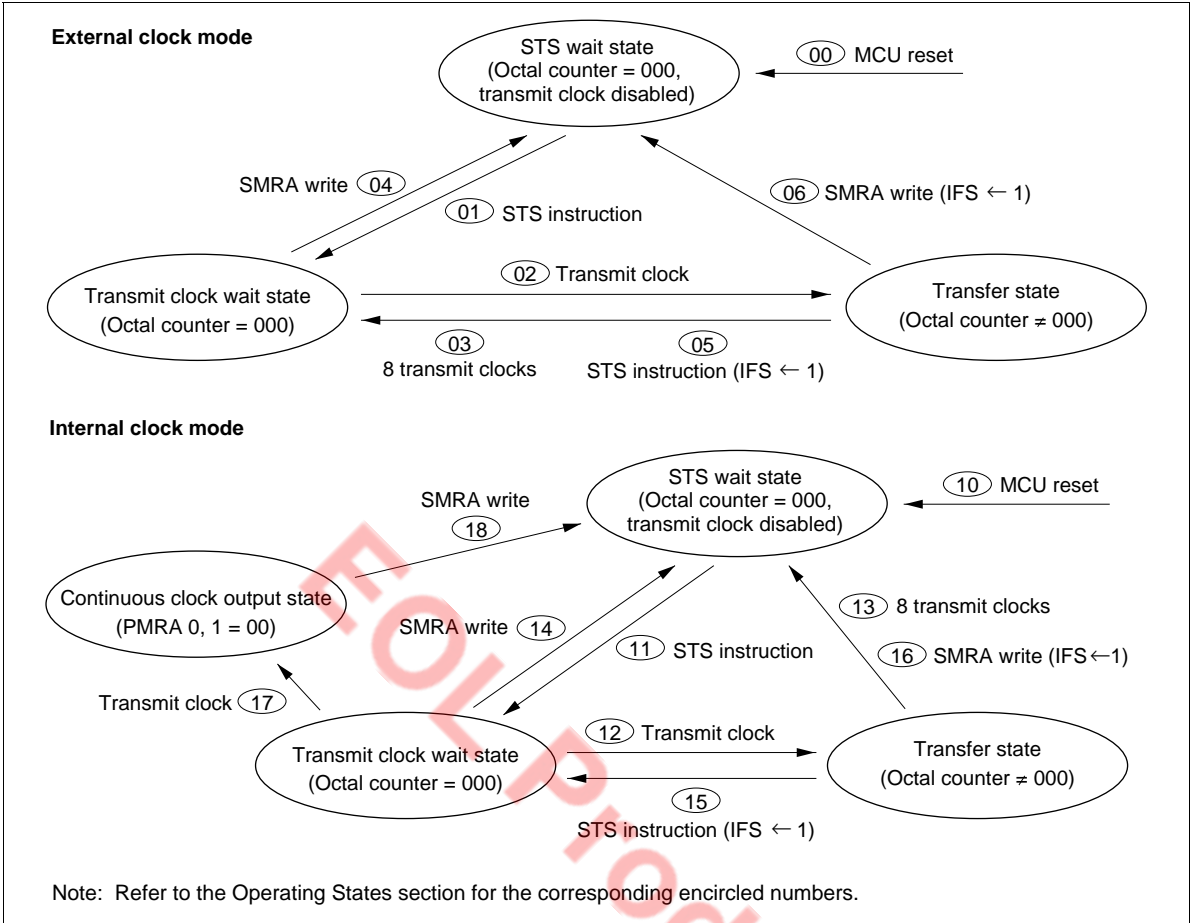 External clock mode
STS wait state
(Octal counter = 000,
transmit clock disabled)
00 MCU reset
SMRA write 04
01 STS instruction
06 SMRA write (IFS ← 1)
Transmit clock wait state
(Octal counter = 000)
02 Transmit clock
Transfer state
(Octal counter ≠ 000)
03
8 transmit clocks
05
STS instruction (IFS ← 1)
Internal clock mode
STS wait state
(Octal counter = 000,
transmit clock disabled)
10 MCU reset
SMRA write
18
Continuous clock output state
(PMRA 0, 1 = 00)
SMRA write 14
11 STS instruction
13 8 transmit clocks
16 SMRA write (IFS←1)
Transmit clock 17
Transmit clock wait state
(Octal counter = 000)
12 Transmit clock
Transfer state
(Octal counter ≠ 000)
15
STS instruction (IFS ← 1)
Note: Refer to the Operating States section for the corresponding encircled numbers.
EOL Prod